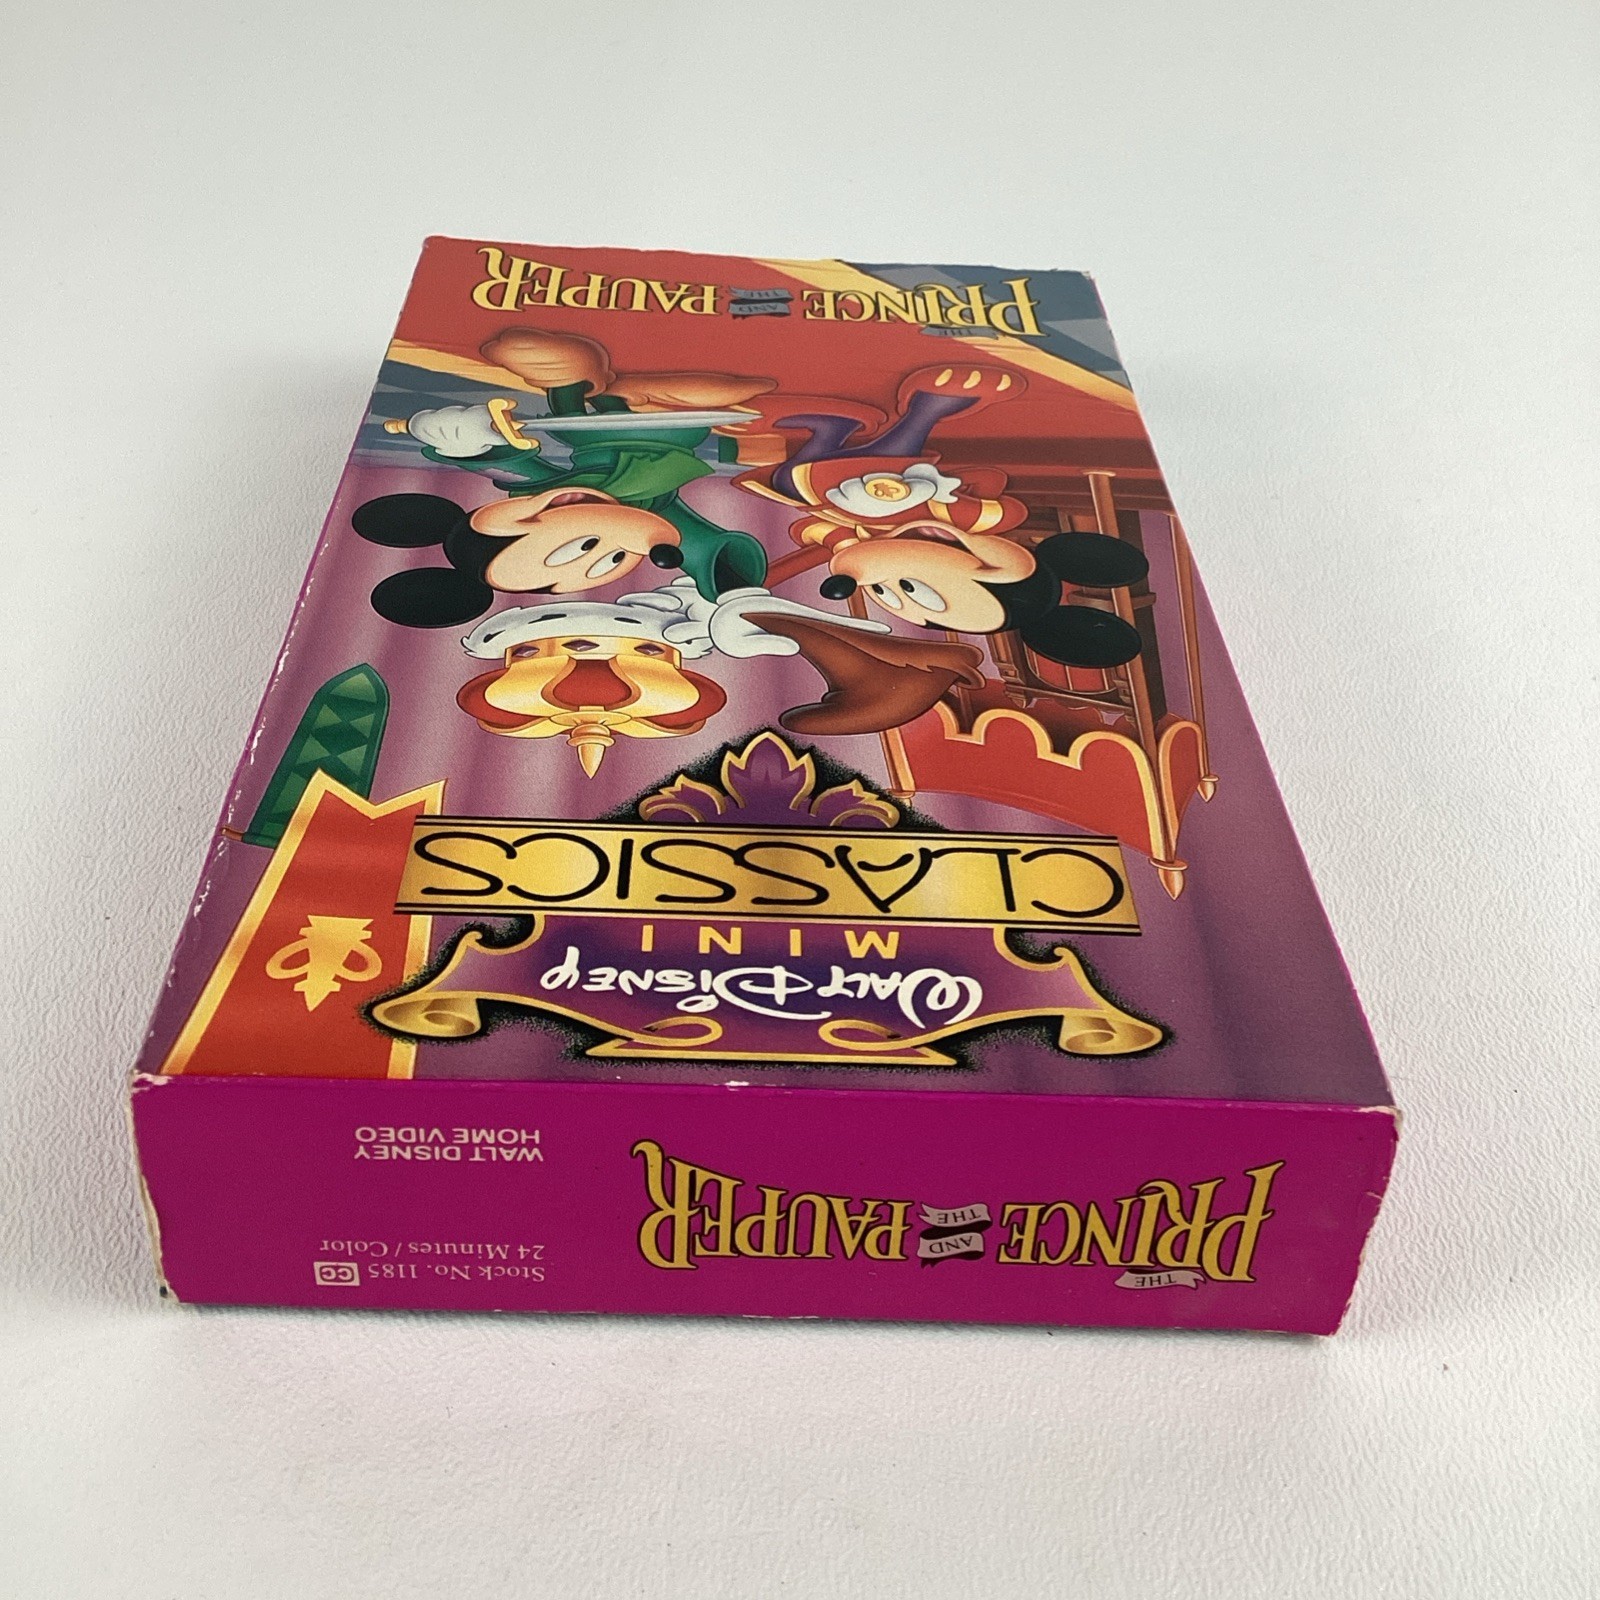 WALT DISNEY
MINI
CLASSICS
THE
PRINCE AND THE PAUPER
THE
PRINCE AND THE PAUPER
Stock No. 1185 CC
24 Minutes / Color
WALT DISNEY
HOME VIDEO